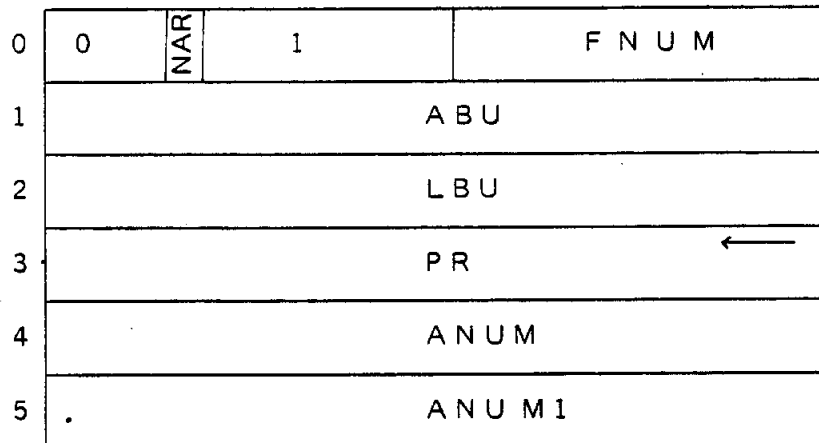 0 0 NAR 1 FNUM
1 ABU
2 LBU
3 PR ←
4 ANUM
5 ANUM1